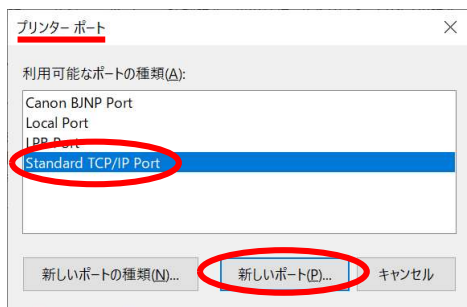 プリンター ポート
利用可能なポートの種類(A):
Canon BJNP Port
Local Port
LPR Port
Standard TCP/IP Port
新しいポートの種類(N)... 新しいポート(P)... キャンセル